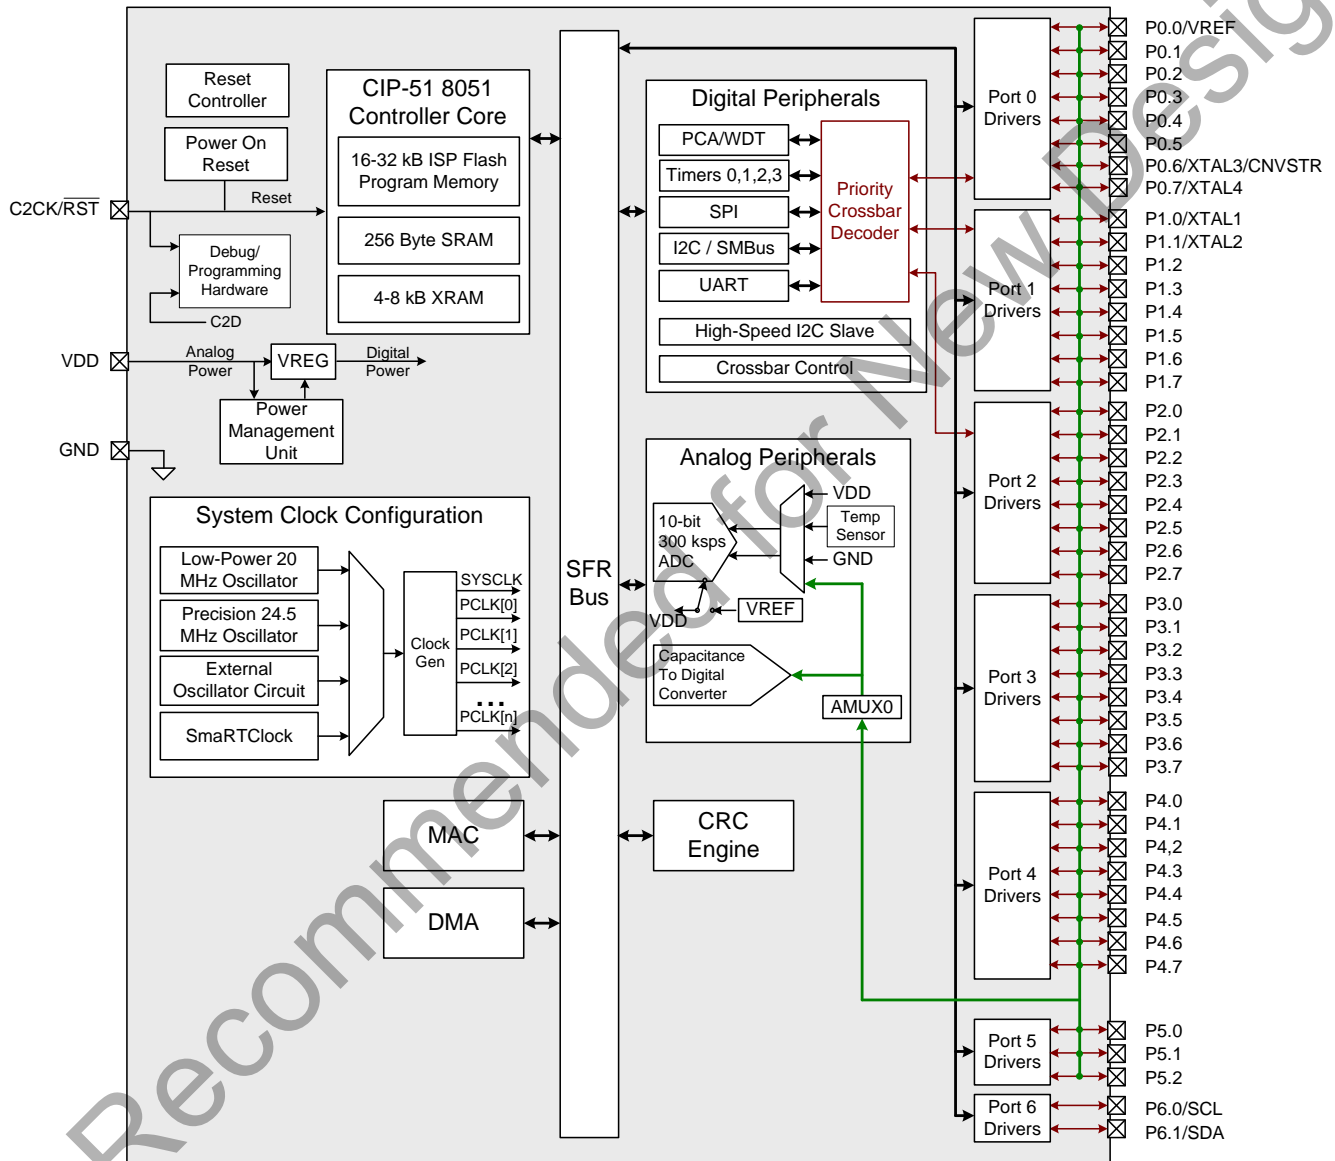 Reset
Controller
Power On
Reset
C2CK/RST
Reset
Debug/
Programming
Hardware
C2D
VDD
Analog
Power
VREG
Digital
Power
Power
Management
Unit
GND
CIP-51 8051
Controller Core
16-32 kB ISP Flash
Program Memory
256 Byte SRAM
4-8 kB XRAM
System Clock Configuration
Low-Power 20
MHz Oscillator
Precision 24.5
MHz Oscillator
External
Oscillator Circuit
SmaRTClock
Clock
Gen
SYSCLK
PCLK[0]
PCLK[1]
PCLK[2]
...
PCLK[n]
MAC
DMA
SFR
Bus
Digital Peripherals
PCA/WDT
Timers 0,1,2,3
SPI
I2C / SMBus
UART
Priority
Crossbar
Decoder
High-Speed I2C Slave
Crossbar Control
Analog Peripherals
10-bit
300 ksps
ADC
VDD
Temp
Sensor
GND
VDD
VREF
Capacitance
To Digital
Converter
AMUX0
CRC
Engine
Port 0
Drivers
Port 1
Drivers
Port 2
Drivers
Port 3
Drivers
Port 4
Drivers
Port 5
Drivers
Port 6
Drivers
P0.0/VREF
P0.1
P0.2
P0.3
P0.4
P0.5
P0.6/XTAL3/CNVSTR
P0.7/XTAL4
P1.0/XTAL1
P1.1/XTAL2
P1.2
P1.3
P1.4
P1.5
P1.6
P1.7
P2.0
P2.1
P2.2
P2.3
P2.4
P2.5
P2.6
P2.7
P3.0
P3.1
P3.2
P3.3
P3.4
P3.5
P3.6
P3.7
P4.0
P4.1
P4,2
P4.3
P4.4
P4.5
P4.6
P4.7
P5.0
P5.1
P5.2
P6.0/SCL
P6.1/SDA
Recommended for New Desig